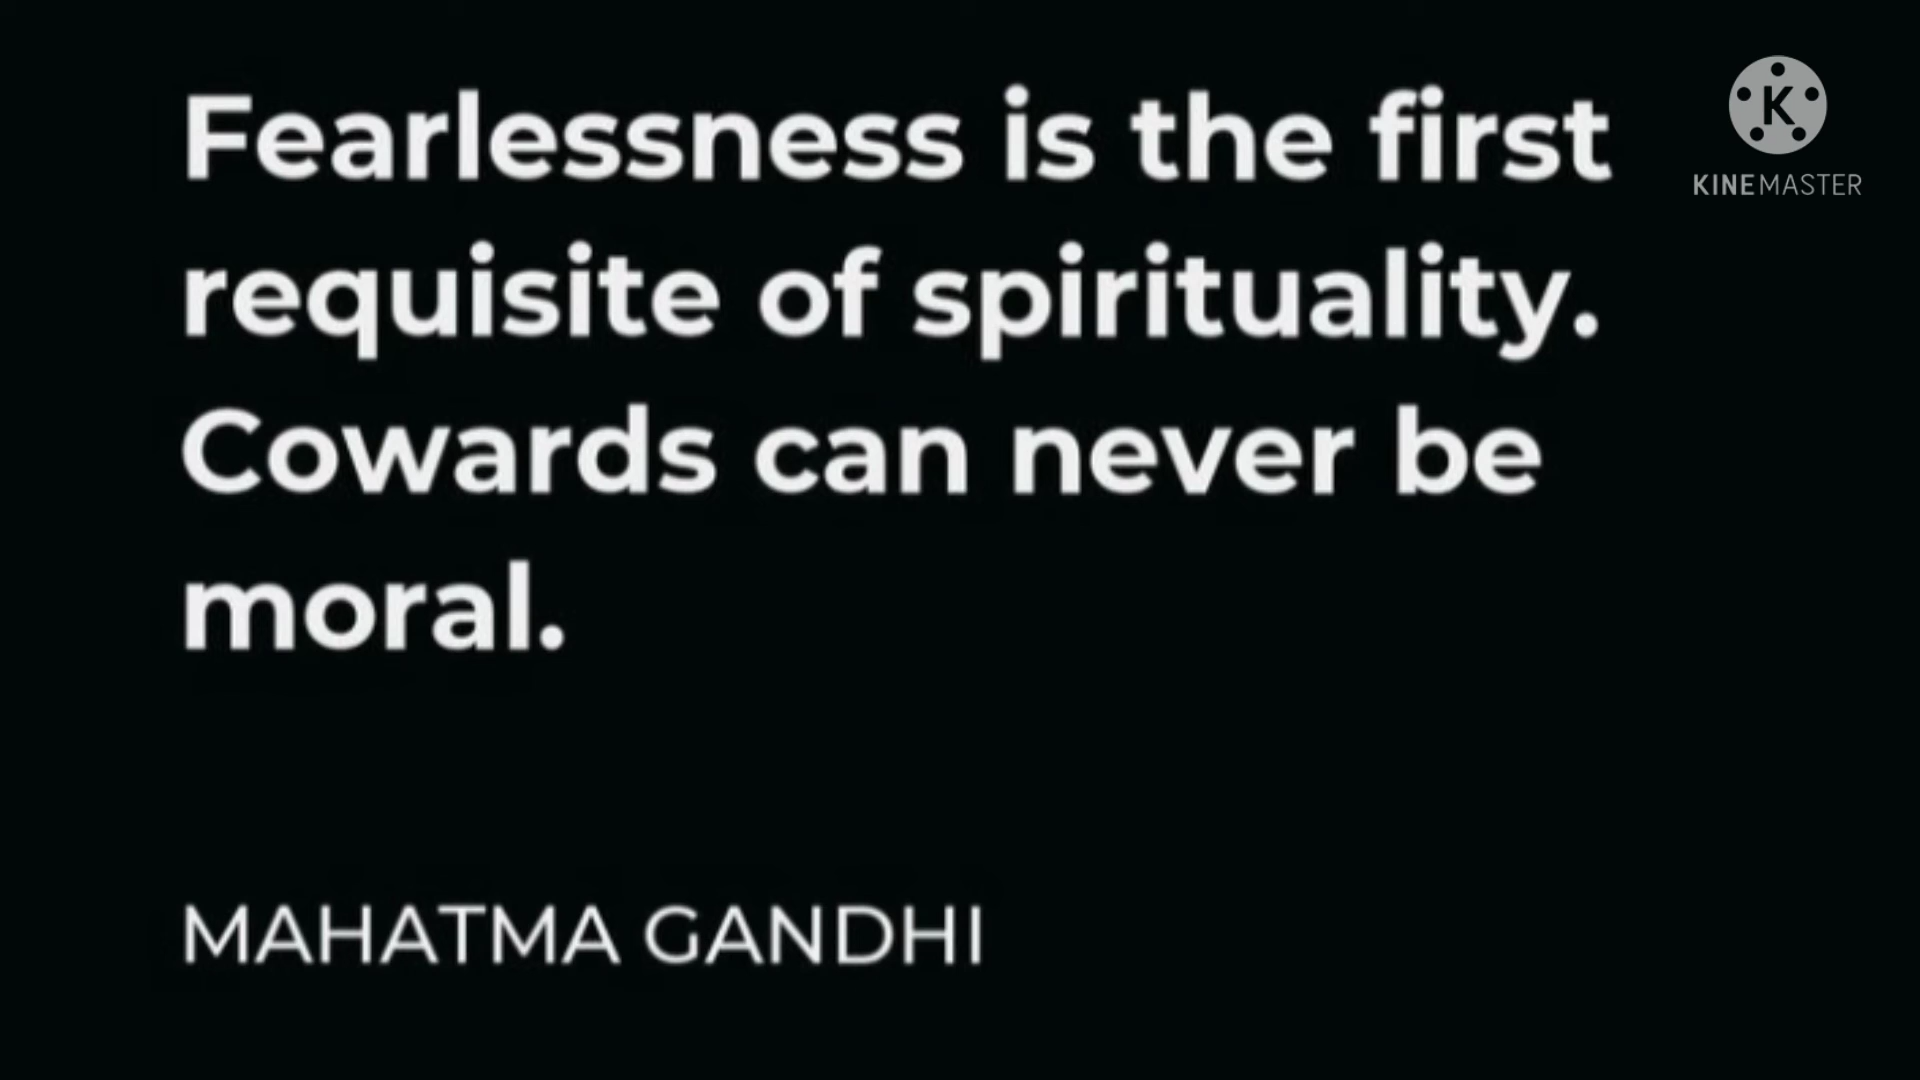 Fearlessness is the first
requisite of spirituality.
Cowards can never be
moral.
MAHATMA GANDHI
K
KINEMASTER